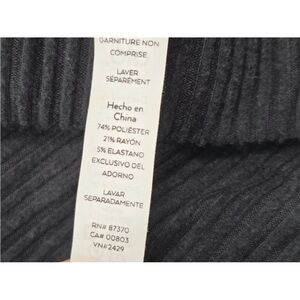 GARNITURE NON
COMPRISE
LAVER
SÉPARÉMENT
Hecho en
China
74% POLIÉSTER
21% RAYÓN
5% ELASTANO
EXCLUSIVO DEL
ADORNO
LAVAR
SEPARADAMENTE
RN# 87370
CA# 00803
VN#2429